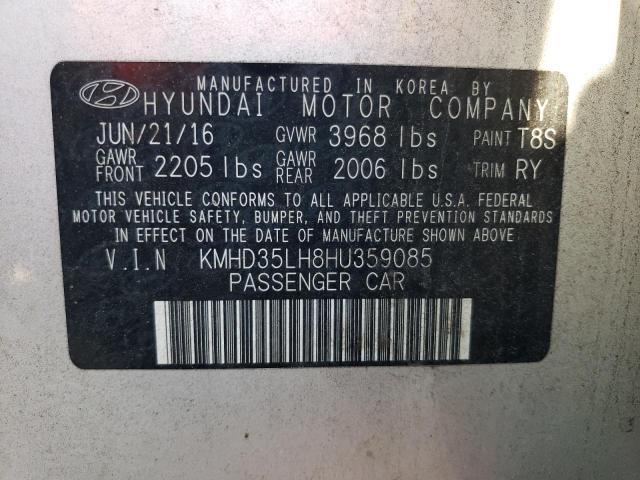 MANUFACTURED IN KOREA BY
HYUNDAI MOTOR COMPANY
JUN/21/16 GVWR 3968 lbs PAINT T8S
GAWR FRONT 2205 lbs GAWR REAR 2006 lbs TRIM RY
THIS VEHICLE CONFORMS TO ALL APPLICABLE U.S.A. FEDERAL
MOTOR VEHICLE SAFETY, BUMPER, AND THEFT PREVENTION STANDARDS
IN EFFECT ON THE DATE OF MANUFACTURE SHOWN ABOVE.
V.I.N KMHD35LH8HU359085
PASSENGER CAR